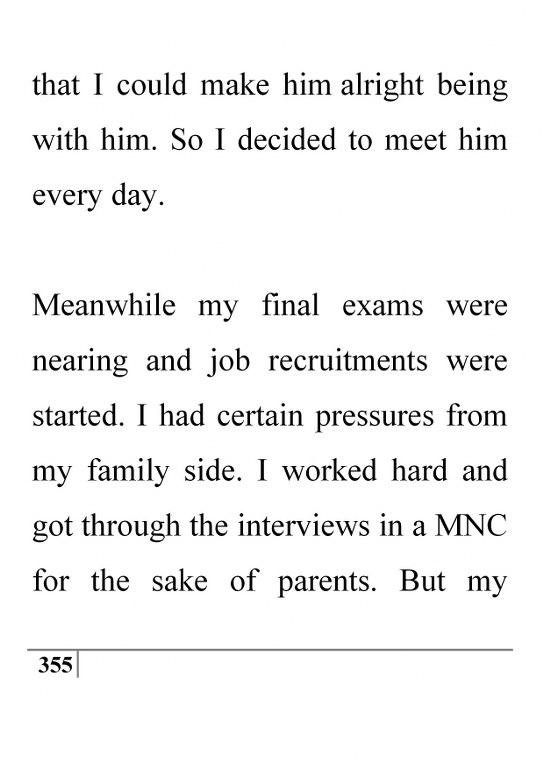 that I could make him alright being
with him. So I decided to meet him
every day.
Meanwhile my final exams were
nearing and job recruitments were
started. I had certain pressures from
my family side. I worked hard and
got through the interviews in a MNC
for the sake of parents. But my
355